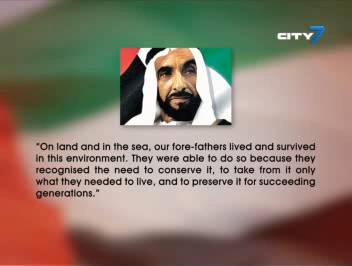 CITY7
"On land and in the sea, our fore-fathers lived and survived
in this environment. They were able to do so because they
recognised the need to conserve it, to take from it only
what they needed to live, and to preserve it for succeeding
generations."